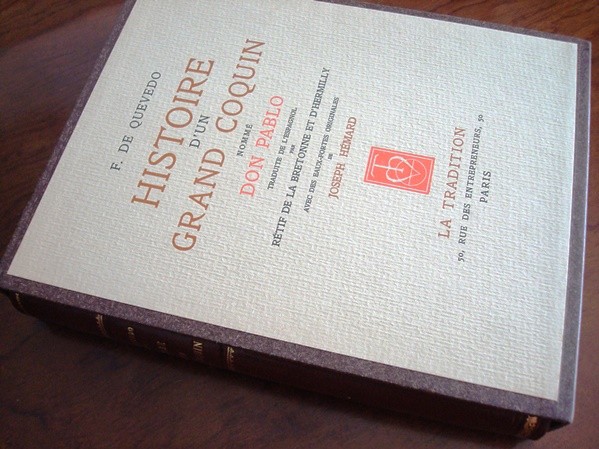 F. DE QUEVEDO
HISTOIRE
D'UN
GRAND COQUIN
NOMMÉ
DON PABLO
TRADUITE DE L'ESPAGNOL
PAR
RÉTIF DE LA BRETONNE ET D'HERMILLY
AVEC DES EAUX-FORTES ORIGINALES
DE
JOSEPH HÉMARD
LA TRADITION
50, RUE DES ENTREPRENEURS, 50
PARIS